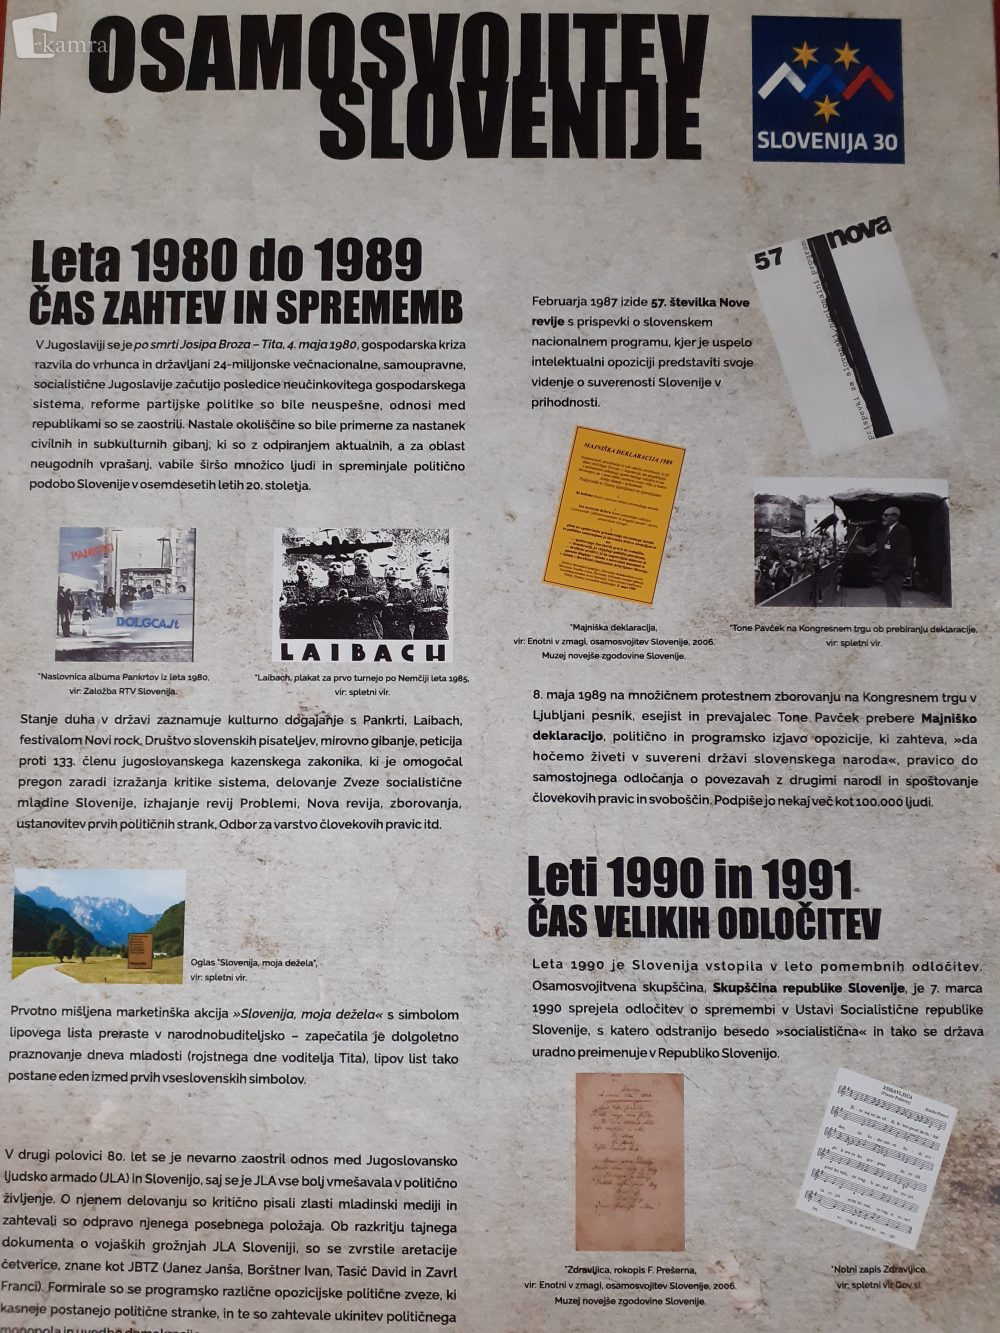 kamra
OSAMOSVOJITEV
SLOVENIJE
SLOVENIJA 30
Leta 1980 do 1989
ČAS ZAHTEV IN SPREMEMB
V Jugoslaviji se je po smrti Josipa Broza – Tita, 4. maja 1980, gospodarska kriza
razvila do vrhunca in državljani 24-milijonske večnacionalne, samoupravne,
socialistične Jugoslavije začutijo posledice neučinkovitega gospodarskega
sistema, reforme partijske politike so bile neuspešne, odnosi med
republikami so se zaostrili. Nastale okoliščine so bile primerne za nastanek
civilnih in subkulturnih gibanj, ki so z odpiranjem aktualnih, a za oblast
neugodnih vprašanj, vabile širšo množico ljudi in spreminjale politično
podobo Slovenije v osemdesetih letih 20. stoletja.
PANKRTI
DOLGCAJT
LAIBACH
*Naslovnica albuma Pankrtov iz leta 1980,
vir: Založba RTV Slovenija.
*Laibach, plakat za prvo turnejo po Nemčiji leta 1985,
vir: spletni vir.
Stanje duha v državi zaznamuje kulturno dogajanje s Pankrti, Laibach,
festivalom Novi rock, Društvo slovenskih pisateljev, mirovno gibanje, peticija
proti 133. členu jugoslovanskega kazenskega zakonika, ki je omogočal
pregon zaradi izražanja kritike sistema, delovanje Zveze socialistične
mladine Slovenije, izhajanje revij Problemi, Nova revija, zborovanja,
ustanovitev prvih političnih strank, Odbor za varstvo človekovih pravic itd.
Oglas "Slovenija, moja dežela",
vir: spletni vir.
Prvotno mišljena marketinška akcija »Slovenija, moja dežela« s simbolom
lipovega lista preraste v narodnobuditeljsko – zapečatila je dolgoletno
praznovanje dneva mladosti (rojstnega dne voditelja Tita), lipov list tako
postane eden izmed prvih vseslovenskih simbolov.
V drugi polovici 80. let se je nevarno zaostril odnos med Jugoslovansko
ljudsko armado (JLA) in Slovenijo, saj se je JLA vse bolj vmešavala v politično
življenje. O njenem delovanju so kritično pisali zlasti mladinski mediji in
zahtevali so odpravo njenega posebnega položaja. Ob razkritju tajnega
dokumenta o vojaških grožnjah JLA Sloveniji, so se zvrstile aretacije
četverice, znane kot JBTZ (Janez Janša, Borštner Ivan, Tasić David in Zavrl
Franci). Formirale so se programsko različne opozicijske politične zveze, ki
kasneje postanejo politične stranke, in te so zahtevale ukinitev političnega
monopola in uvedbo
Februarja 1987 izide 57. številka Nove
revije s prispevki o slovenskem
nacionalnem programu, kjer je uspelo
intelektualni opoziciji predstaviti svoje
videnje o suverenosti Slovenije v
prihodnosti.
57
nova
prispevki za slovenski nacionalni program
MAJNIŠKA DEKLARACIJA 1989
*Majniška deklaracija,
vir: Enotni v zmagi, osamosvojitev Slovenije, 2006.
Muzej novejše zgodovine Slovenije.
*Tone Pavček na Kongresnem trgu ob prebiranju deklaracije,
vir: spletni vir.
8. maja 1989 na množičnem protestnem zborovanju na Kongresnem trgu v
Ljubljani pesnik, esejist in prevajalec Tone Pavček prebere Majniško
deklaracijo, politično in programsko izjavo opozicije, ki zahteva, »da
hočemo živeti v suvereni državi slovenskega naroda«, pravico do
samostojnega odločanja o povezavah z drugimi narodi in spoštovanje
človekovih pravic in svoboščin. Podpiše jo nekaj več kot 100.000 ljudi.
Leti 1990 in 1991
ČAS VELIKIH ODLOČITEV
Leta 1990 je Slovenija vstopila v leto pomembnih odločitev.
Osamosvojitvena skupščina, Skupščina republike Slovenije, je 7. marca
1990 sprejela odločitev o spremembi v Ustavi Socialistične republike
Slovenije, s katero odstranijo besedo »socialistična« in tako se država
uradno preimenuje v Republiko Slovenijo.
ZDRAVLJICA
*Zdravljica, rokopis F. Prešerna,
vir: Enotni v zmagi, osamosvojitev Slovenije, 2006.
Muzej novejše zgodovine Slovenije.
*Notni zapis Zdravljice,
vir: spletni vir Gov.si